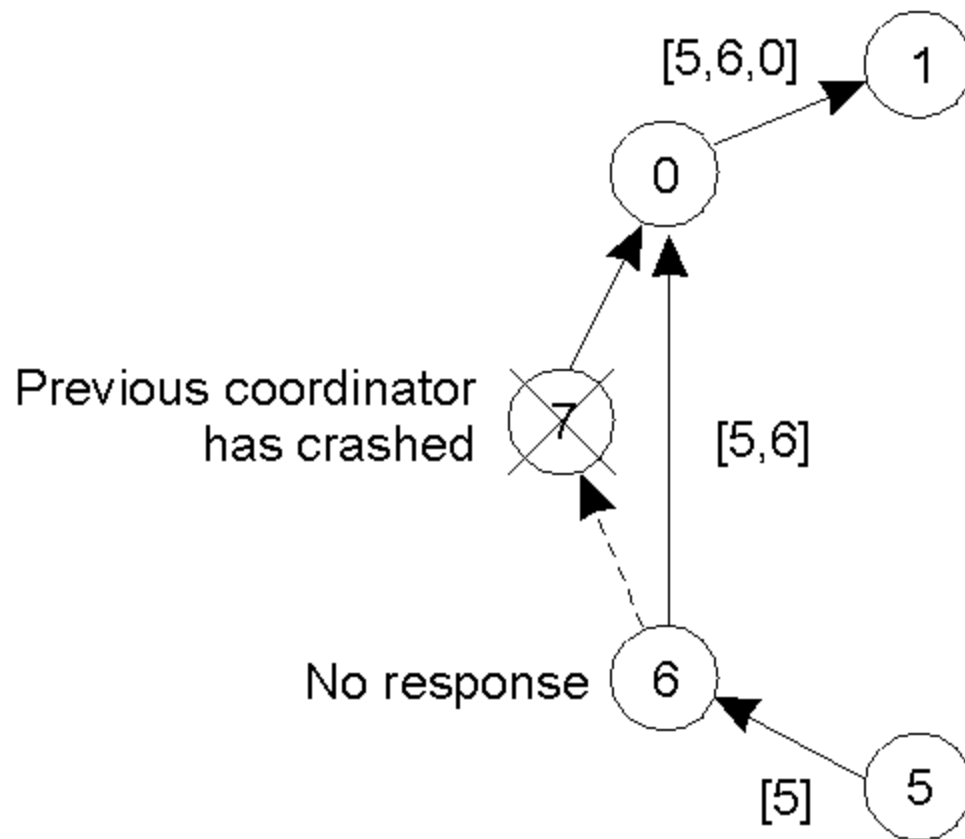 [5,6,0]
1
0
Previous coordinator
has crashed
7
[5,6]
No response
6
[5]
5